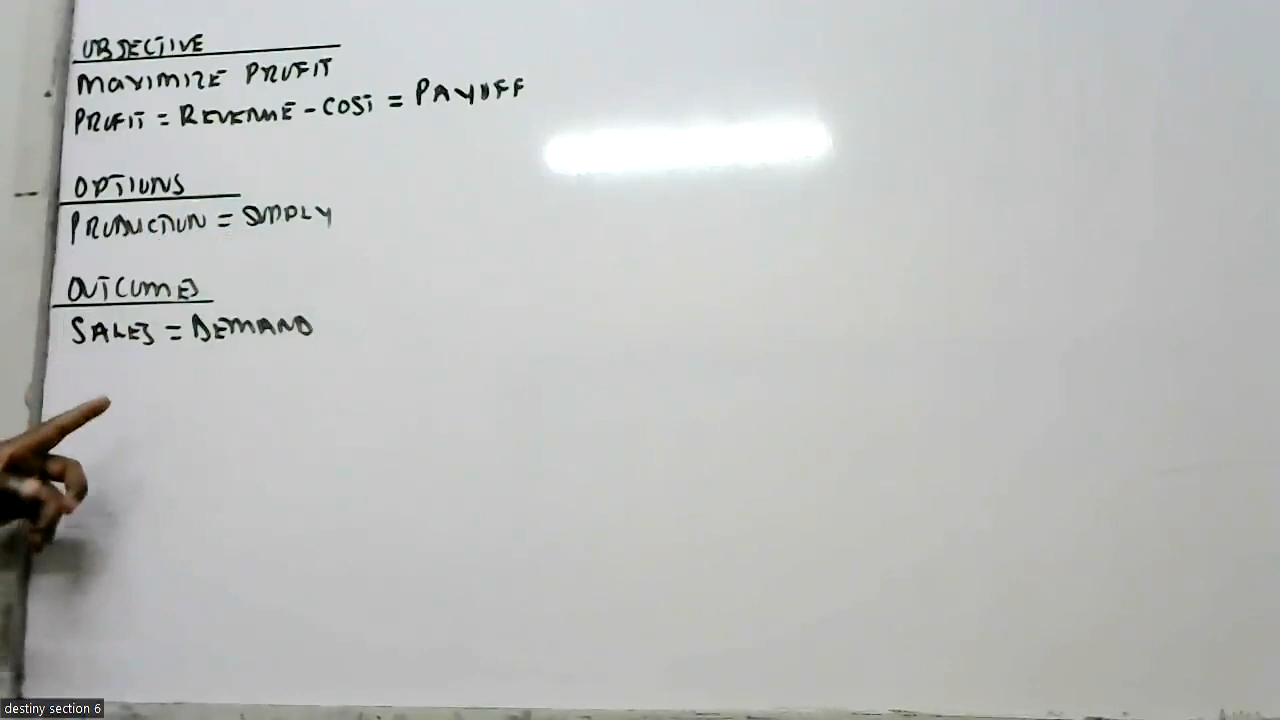 OBJECTIVE
MAXIMIZE PROFIT
PROFIT = REVENUE - COST = PAYOFF
OPTIONS
PRODUCTION = SUPPLY
OUTCOMES
SALES = DEMAND
destiny section 6